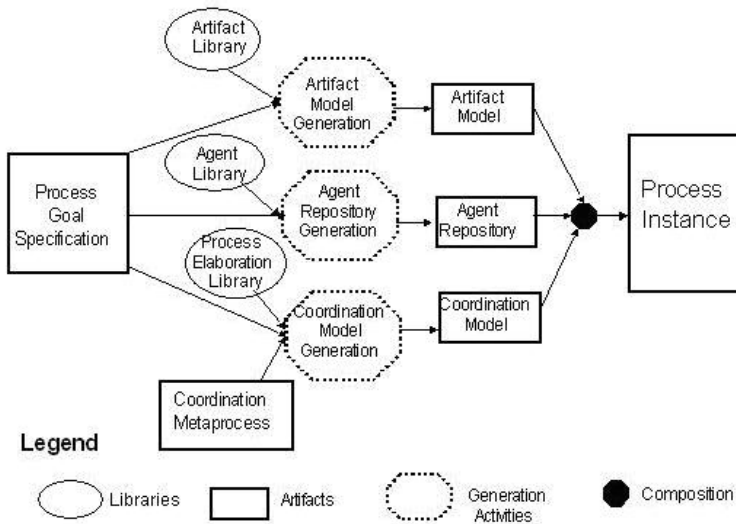 Artifact
Library
Artifact
Model
Generation
Artifact
Model
Process
Goal
Specification
Agent
Library
Agent
Repository
Generation
Agent
Repository
Process
Instance
Process
Elaboration
Library
Coordination
Model
Generation
Coordination
Model
Coordination
Metaprocess
Legend
Libraries
Artifacts
Generation
Activities
Composition